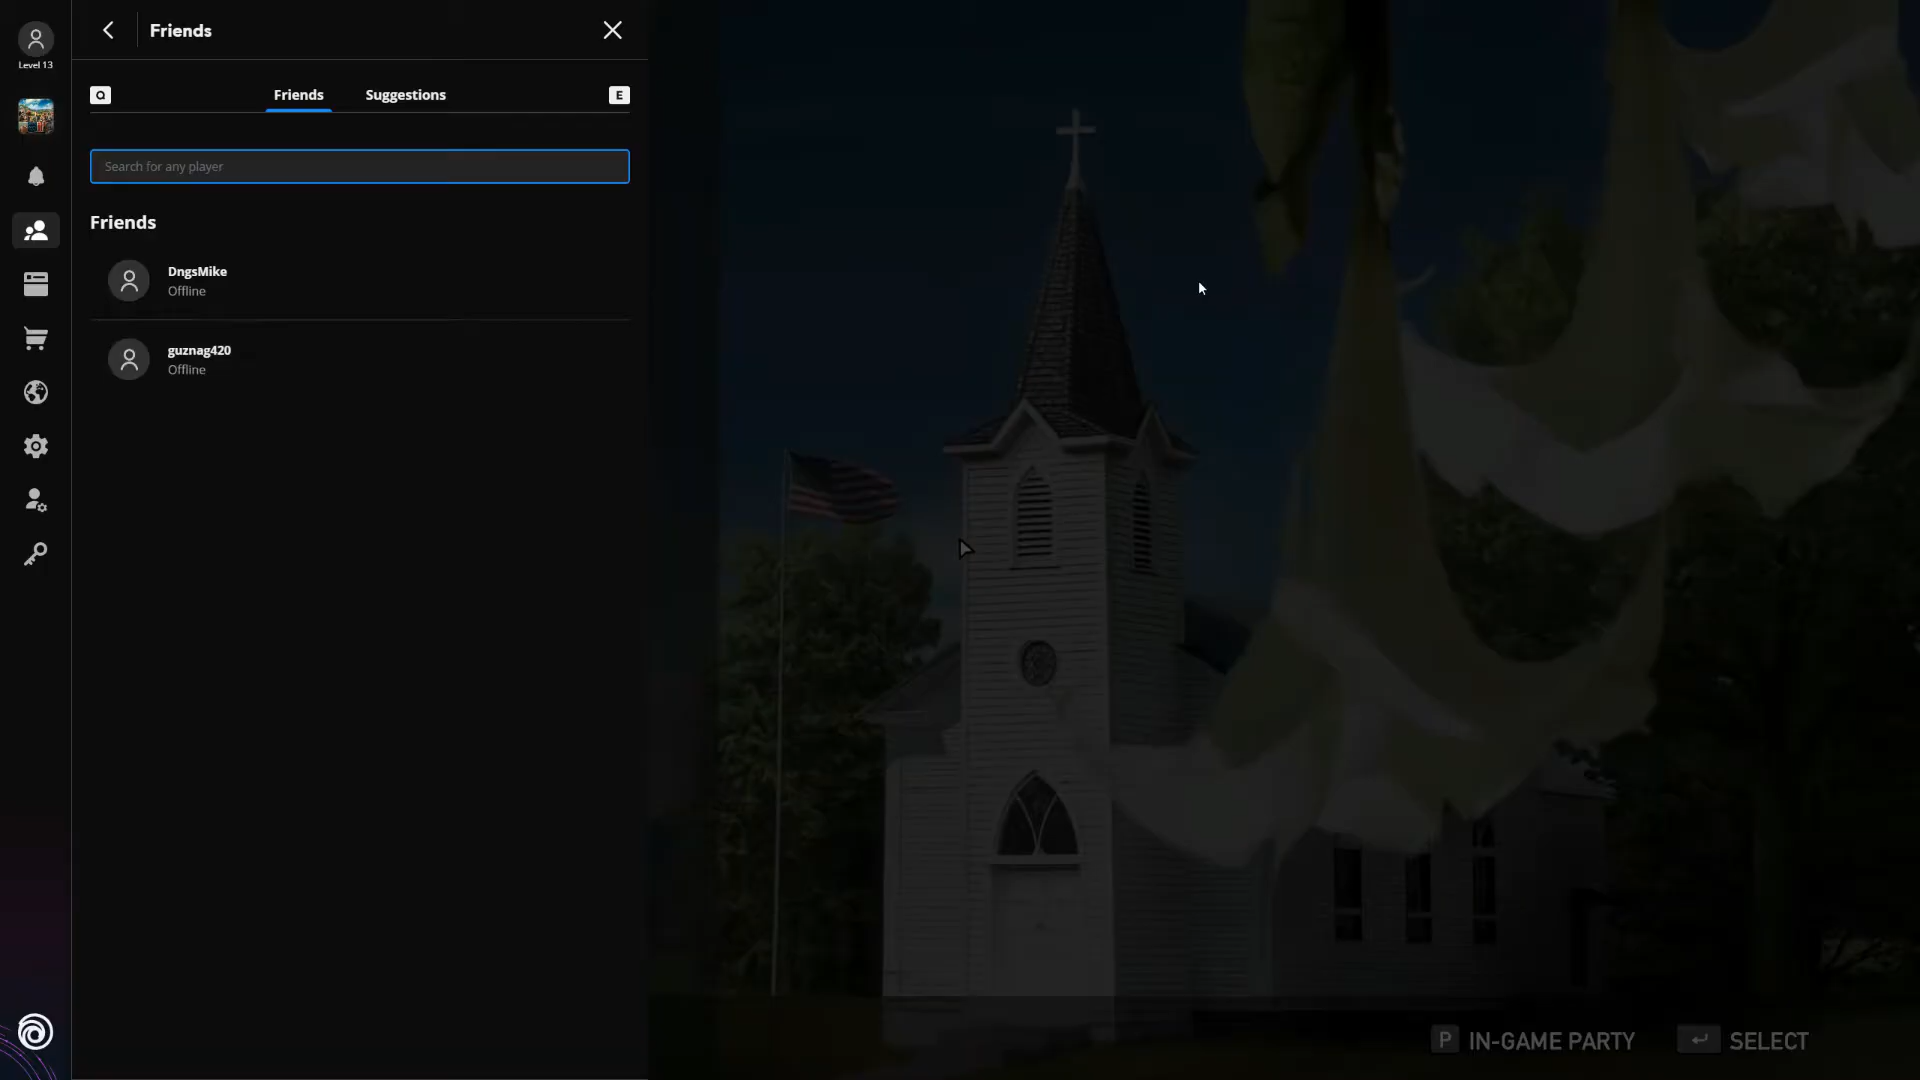 Level 13
Friends
Q
Friends
Suggestions
E
Search for any player
Friends
DngsMike
Offline
guznag420
Offline
P IN-GAME PARTY
SELECT